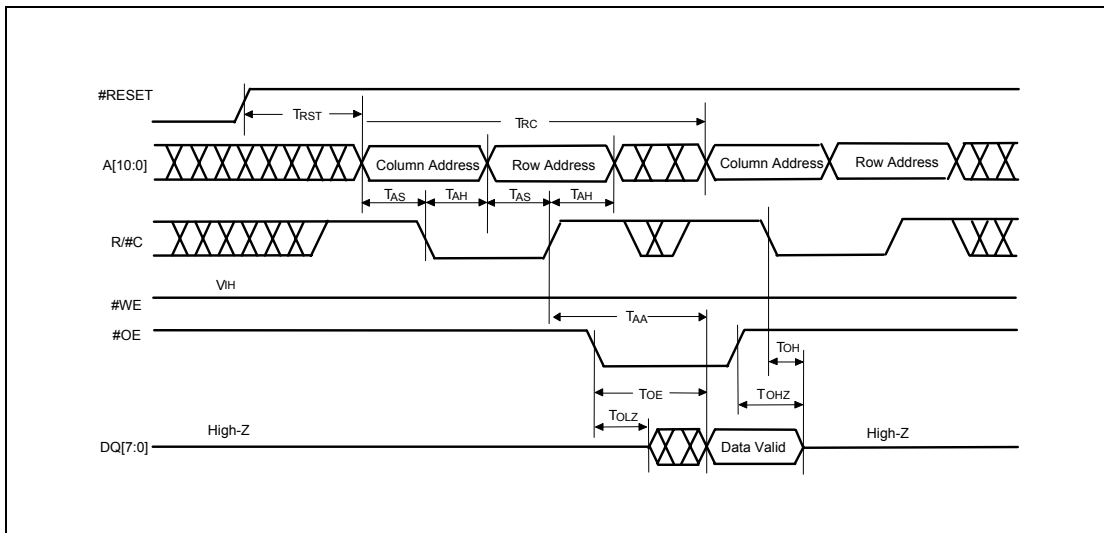 #RESET
TRST
TRC
A[10:0]
Column Address
Row Address
Column Address
Row Address
TAS
TAH
TAS
TAH
R/#C
VIH
#WE
TAA
#OE
TOH
TOE
TOHZ
TOLZ
High-Z
High-Z
DQ[7:0]
Data Valid